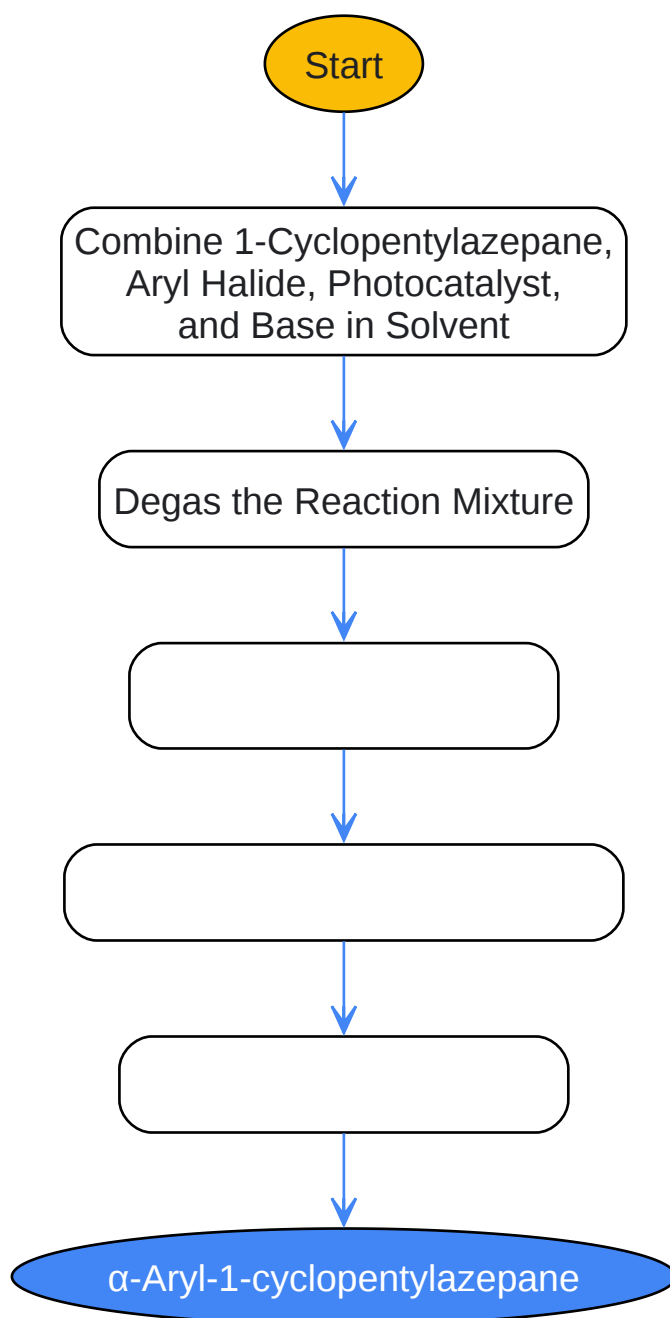 Start
Combine 1-Cyclopentylazepane,
Aryl Halide, Photocatalyst,
and Base in Solvent
Degas the Reaction Mixture
α-Aryl-1-cyclopentylazepane